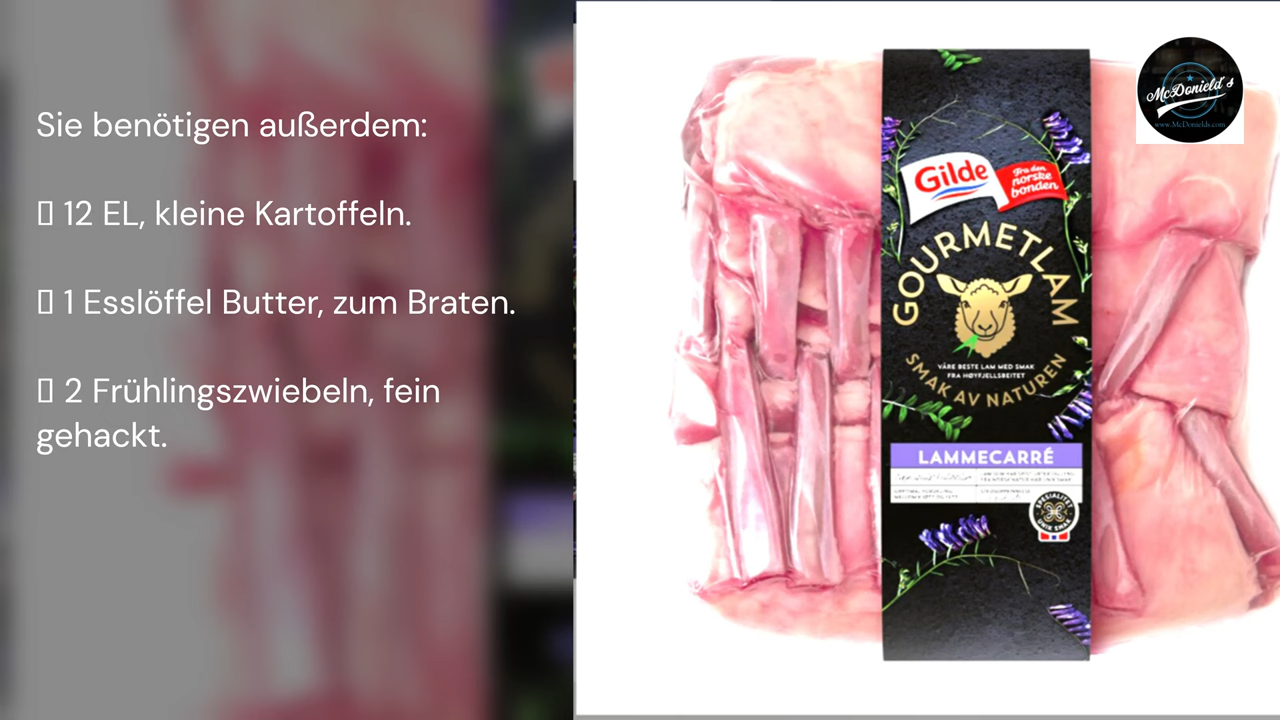 Sie benötigen außerdem:
12 EL, kleine Kartoffeln.
1 Esslöffel Butter, zum Braten.
2 Frühlingszwiebeln, fein
gehackt.
McDonield's
www.McDonields.com
Gilde
Fra den
norske
bonden
GOURMETLAM
VÅRE BESTE LAM MED SMAK
FRA HØYFJELLSBEITET
SMAK AV NATUREN
LAMMECARRÉ
SPESIALITET
UNIK SMAK